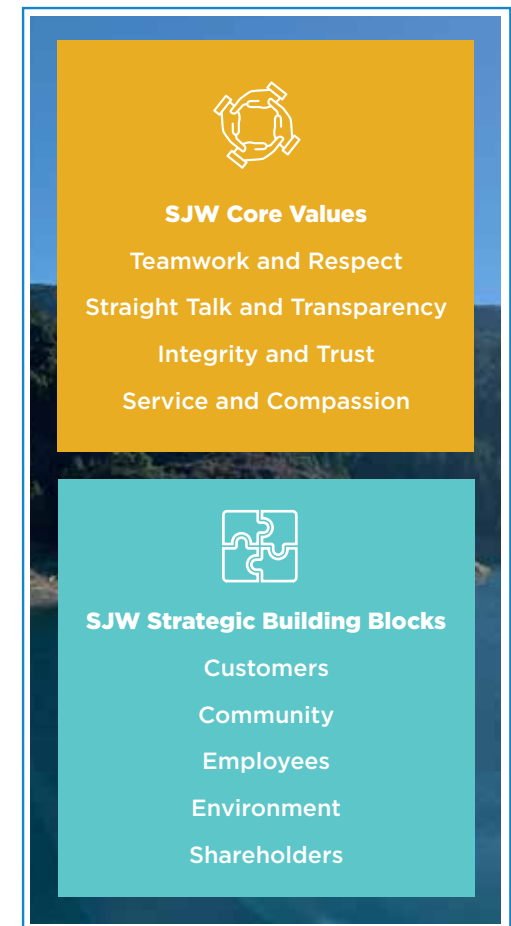 SJW Core Values
Teamwork and Respect
Straight Talk and Transparency
Integrity and Trust
Service and Compassion
SJW Strategic Building Blocks
Customers
Community
Employees
Environment
Shareholders